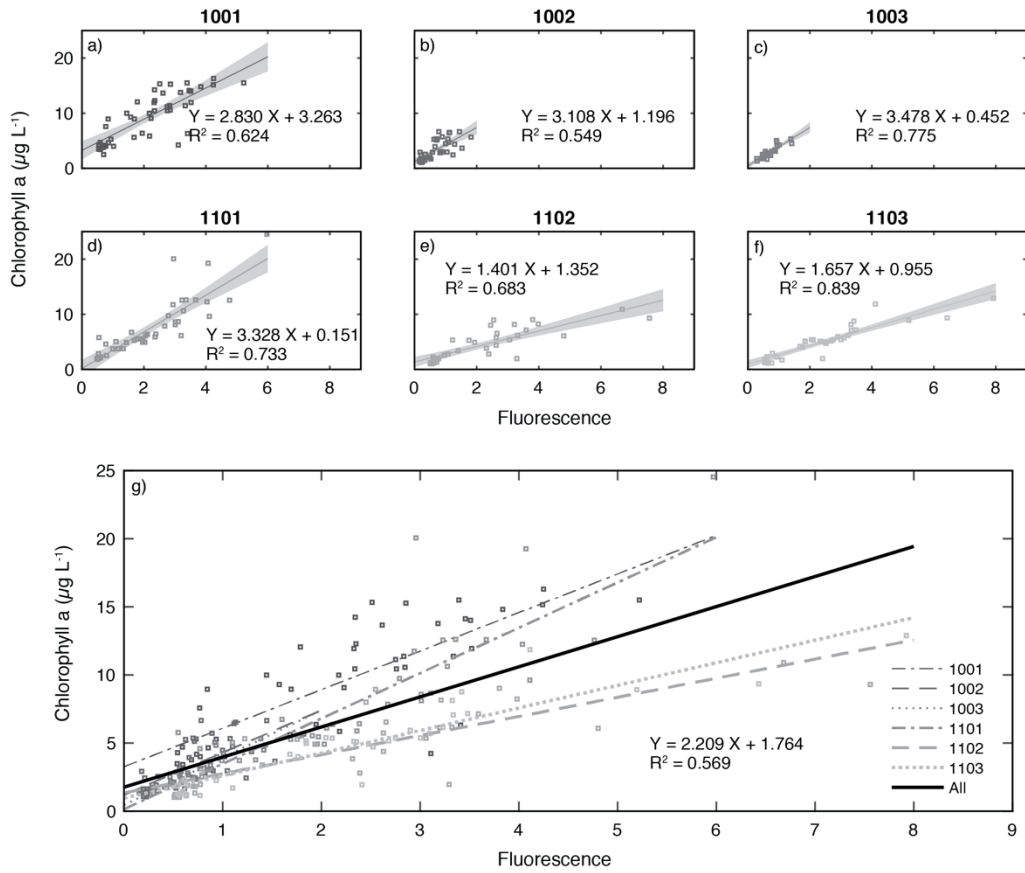 1001
1002
1003
a)
b)
c)
20
10
0
Y = 2.830 X + 3.263
R² = 0.624
Y = 3.108 X + 1.196
R² = 0.549
Y = 3.478 X + 0.452
R² = 0.775
Chlorophyll a (µg L⁻¹)
1101
1102
1103
d)
e)
f)
20
10
0
Y = 3.328 X + 0.151
R² = 0.733
Y = 1.401 X + 1.352
R² = 0.683
Y = 1.657 X + 0.955
R² = 0.839
0 2 4 6 8
0 2 4 6 8
0 2 4 6 8
Fluorescence
g)
25
20
15
10
5
0
Chlorophyll a (µg L⁻¹)
Y = 2.209 X + 1.764
R² = 0.569
1001
1002
1003
1101
1102
1103
All
0 1 2 3 4 5 6 7 8 9
Fluorescence